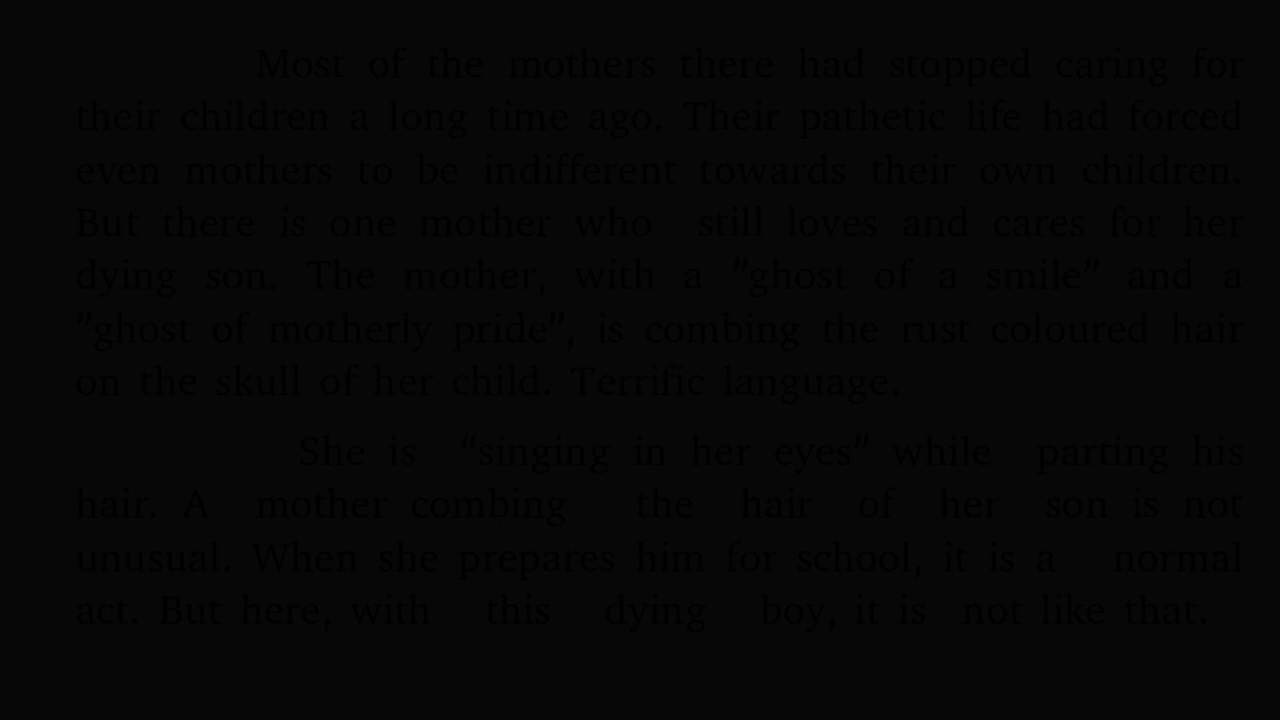 Most of the mothers there had stopped caring for
their children a long time ago. Their pathetic life had forced
even mothers to be indifferent towards their own children.
But there is one mother who still loves and cares for her
dying son. The mother, with a ”ghost of a smile” and a
”ghost of motherly pride”, is combing the rust coloured hair
on the skull of her child. Terrific language.
She is “singing in her eyes” while parting his
hair. A mother combing the hair of her son is not
unusual. When she prepares him for school, it is a normal
act. But here, with this dying boy, it is not like that.